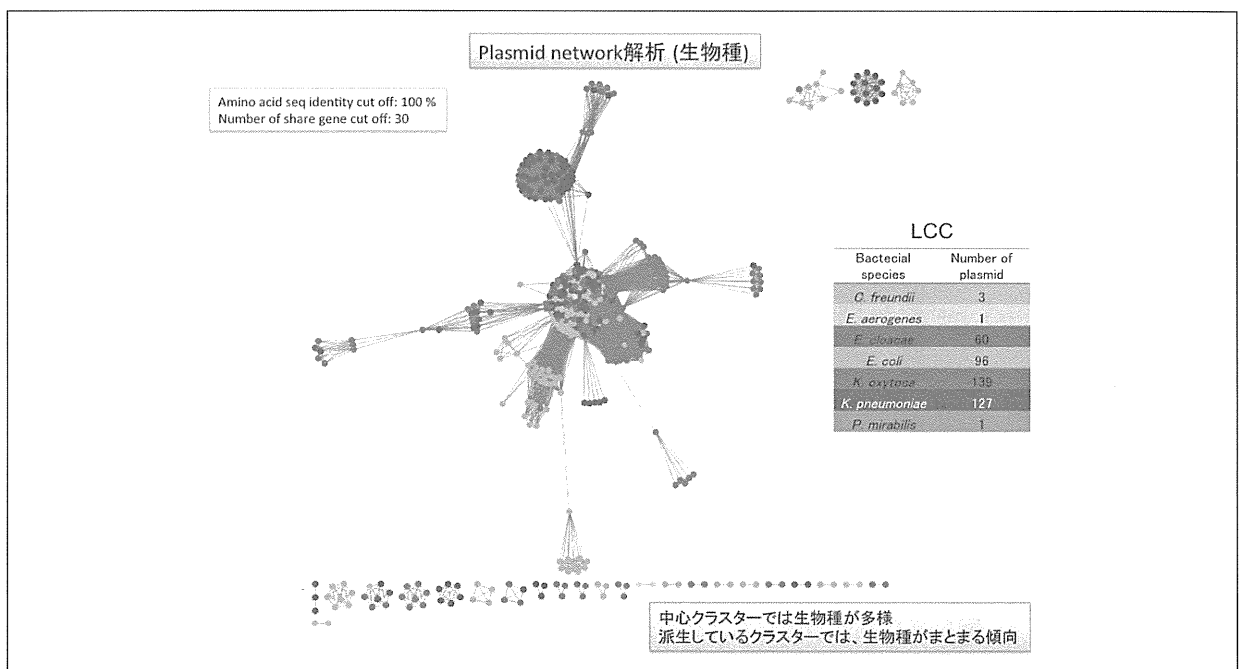 Plasmid network解析 (生物種)
Amino acid seq identity cut off: 100 %
Number of share gene cut off: 30
LCC
Bactecial species Number of plasmid
C. freundii 3
E. aerogenes 1
E. cloacae 60
E. coli 96
K. oxytoca 139
K. pneumoniae 127
P. mirabilis 1
中心クラスターでは生物種が多様
派生しているクラスターでは、生物種がまとまる傾向